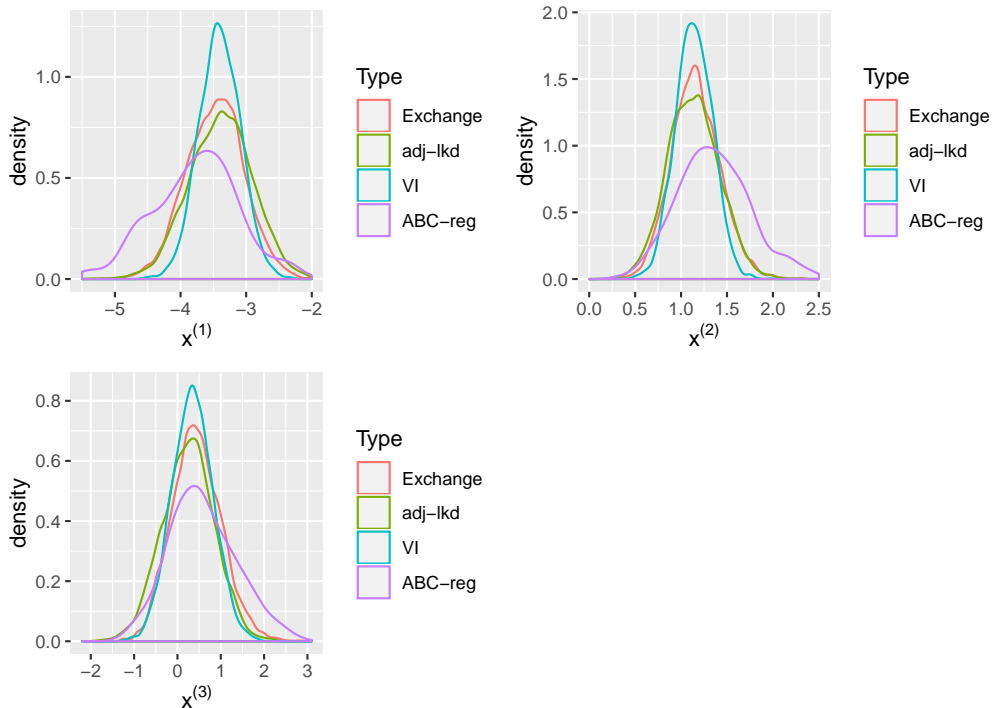 density
1.0
0.5
0.0
−5
−4
−3
−2
x(1)
Type
Exchange
adj−lkd
VI
ABC−reg
density
2.0
1.5
1.0
0.5
0.0
0.0
0.5
1.0
1.5
2.0
2.5
x(2)
Type
Exchange
adj−lkd
VI
ABC−reg
density
0.8
0.6
0.4
0.2
0.0
−2
−1
0
1
2
3
x(3)
Type
Exchange
adj−lkd
VI
ABC−reg